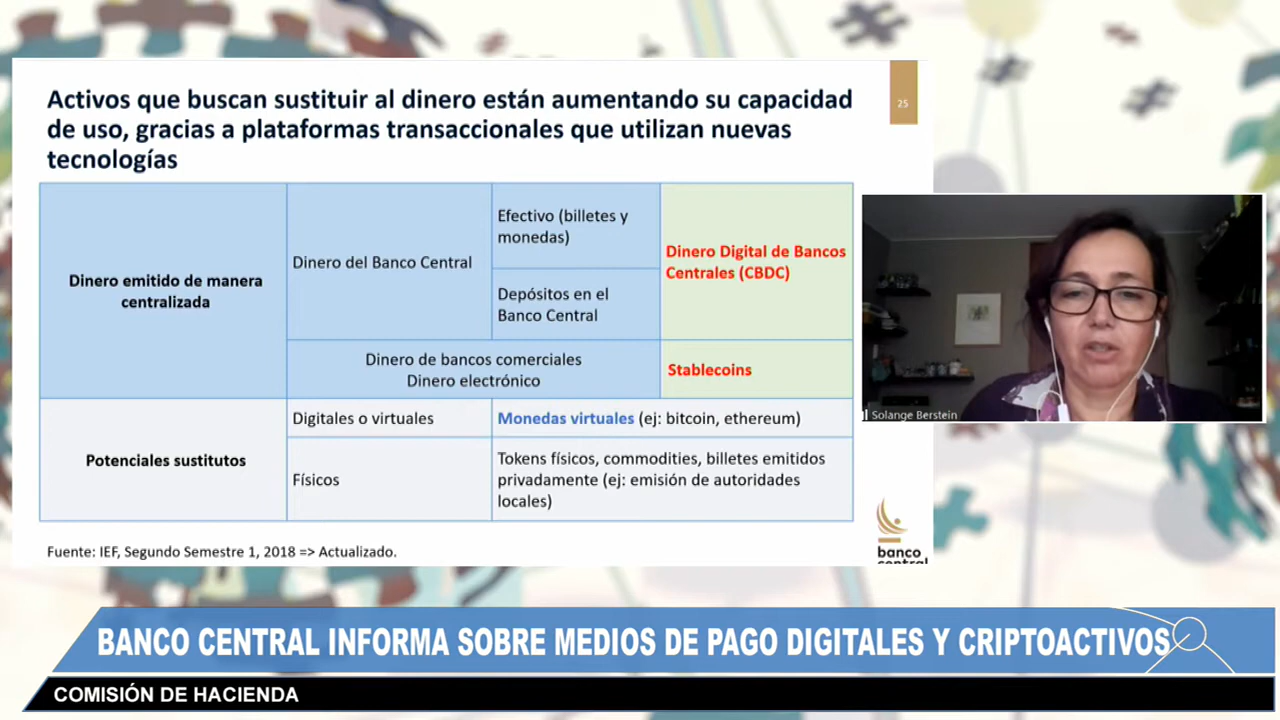 Activos que buscan sustituir al dinero están aumentando su capacidad
de uso, gracias a plataformas transaccionales que utilizan nuevas
tecnologías
25
Dinero emitido de manera
centralizada
Dinero del Banco Central
Efectivo (billetes y
monedas)
Depósitos en el
Banco Central
Dinero Digital de Bancos
Centrales (CBDC)
Dinero de bancos comerciales
Dinero electrónico
Stablecoins
Potenciales sustitutos
Digitales o virtuales
Monedas virtuales (ej: bitcoin, ethereum)
Físicos
Tokens físicos, commodities, billetes emitidos
privadamente (ej: emisión de autoridades
locales)
Fuente: IEF, Segundo Semestre 1, 2018 => Actualizado.
banco
central
Solange Berstein
BANCO CENTRAL INFORMA SOBRE MEDIOS DE PAGO DIGITALES Y CRIPTOACTIVOS
COMISIÓN DE HACIENDA